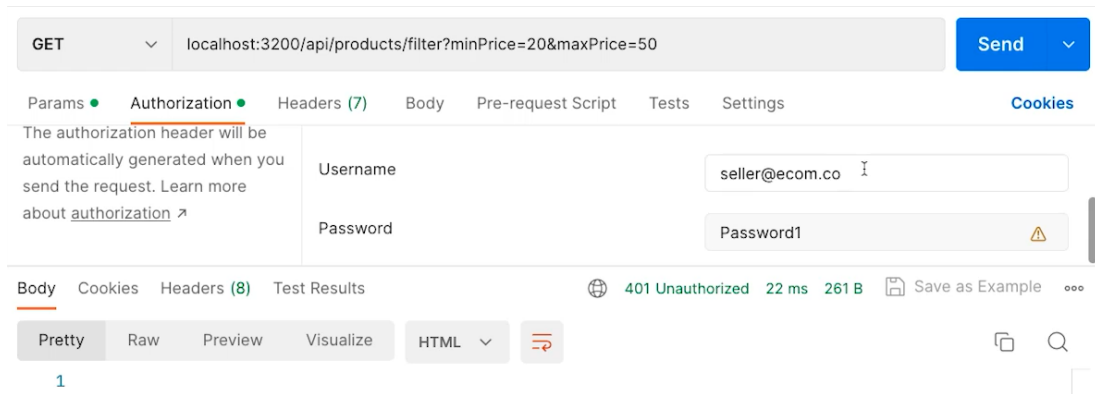 GET localhost:3200/api/products/filter?minPrice=20&maxPrice=50 Send
Params Authorization Headers (7) Body Pre-request Script Tests Settings Cookies
The authorization header will be
automatically generated when you
send the request. Learn more
about authorization ↗
Username seller@ecom.co
Password Password1
Body Cookies Headers (8) Test Results 401 Unauthorized 22 ms 261 B Save as Example
Pretty Raw Preview Visualize HTML
1